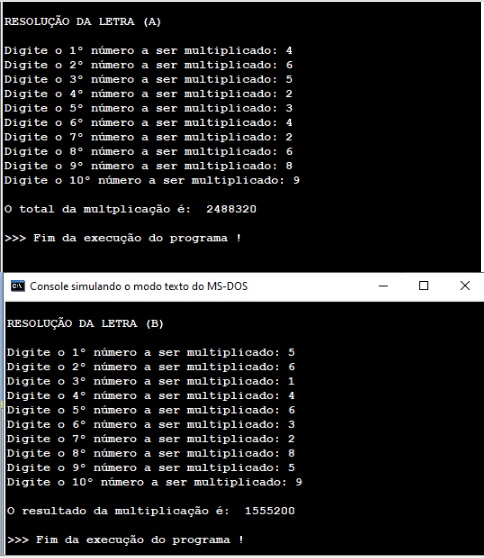 RESOLUÇÃO DA LETRA (A)
Digite o 1º número a ser multiplicado: 4
Digite o 2º número a ser multiplicado: 6
Digite o 3º número a ser multiplicado: 5
Digite o 4º número a ser multiplicado: 2
Digite o 5º número a ser multiplicado: 3
Digite o 6º número a ser multiplicado: 4
Digite o 7º número a ser multiplicado: 2
Digite o 8º número a ser multiplicado: 6
Digite o 9º número a ser multiplicado: 8
Digite o 10º número a ser multiplicado: 9
O total da multplicação é:  2488320
>>> Fim da execução do programa !
Console simulando o modo texto do MS-DOS
RESOLUÇÃO DA LETRA (B)
Digite o 1º número a ser multiplicado: 5
Digite o 2º número a ser multiplicado: 6
Digite o 3º número a ser multiplicado: 1
Digite o 4º número a ser multiplicado: 4
Digite o 5º número a ser multiplicado: 6
Digite o 6º número a ser multiplicado: 3
Digite o 7º número a ser multiplicado: 2
Digite o 8º número a ser multiplicado: 8
Digite o 9º número a ser multiplicado: 5
Digite o 10º número a ser multiplicado: 9
O resultado da multiplicação é:  1555200
>>> Fim da execução do programa !